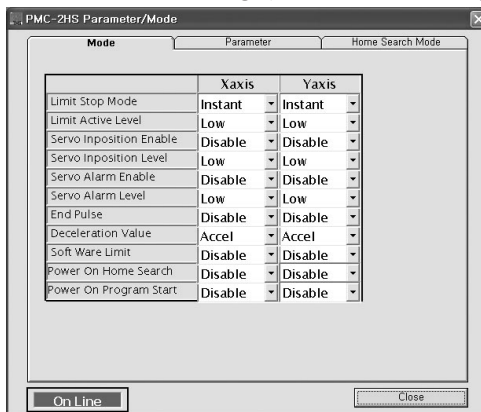 PMC-2HS Parameter/Mode
Mode Parameter Home Search Mode
Xaxis Yaxis
Limit Stop Mode Instant Instant
Limit Active Level Low Low
Servo Inposition Enable Disable Disable
Servo Inposition Level Low Low
Servo Alarm Enable Disable Disable
Servo Alarm Level Low Low
End Pulse Disable Disable
Deceleration Value Accel Accel
Soft Ware Limit Disable Disable
Power On Home Search Disable Disable
Power On Program Start Disable Disable
On Line Close